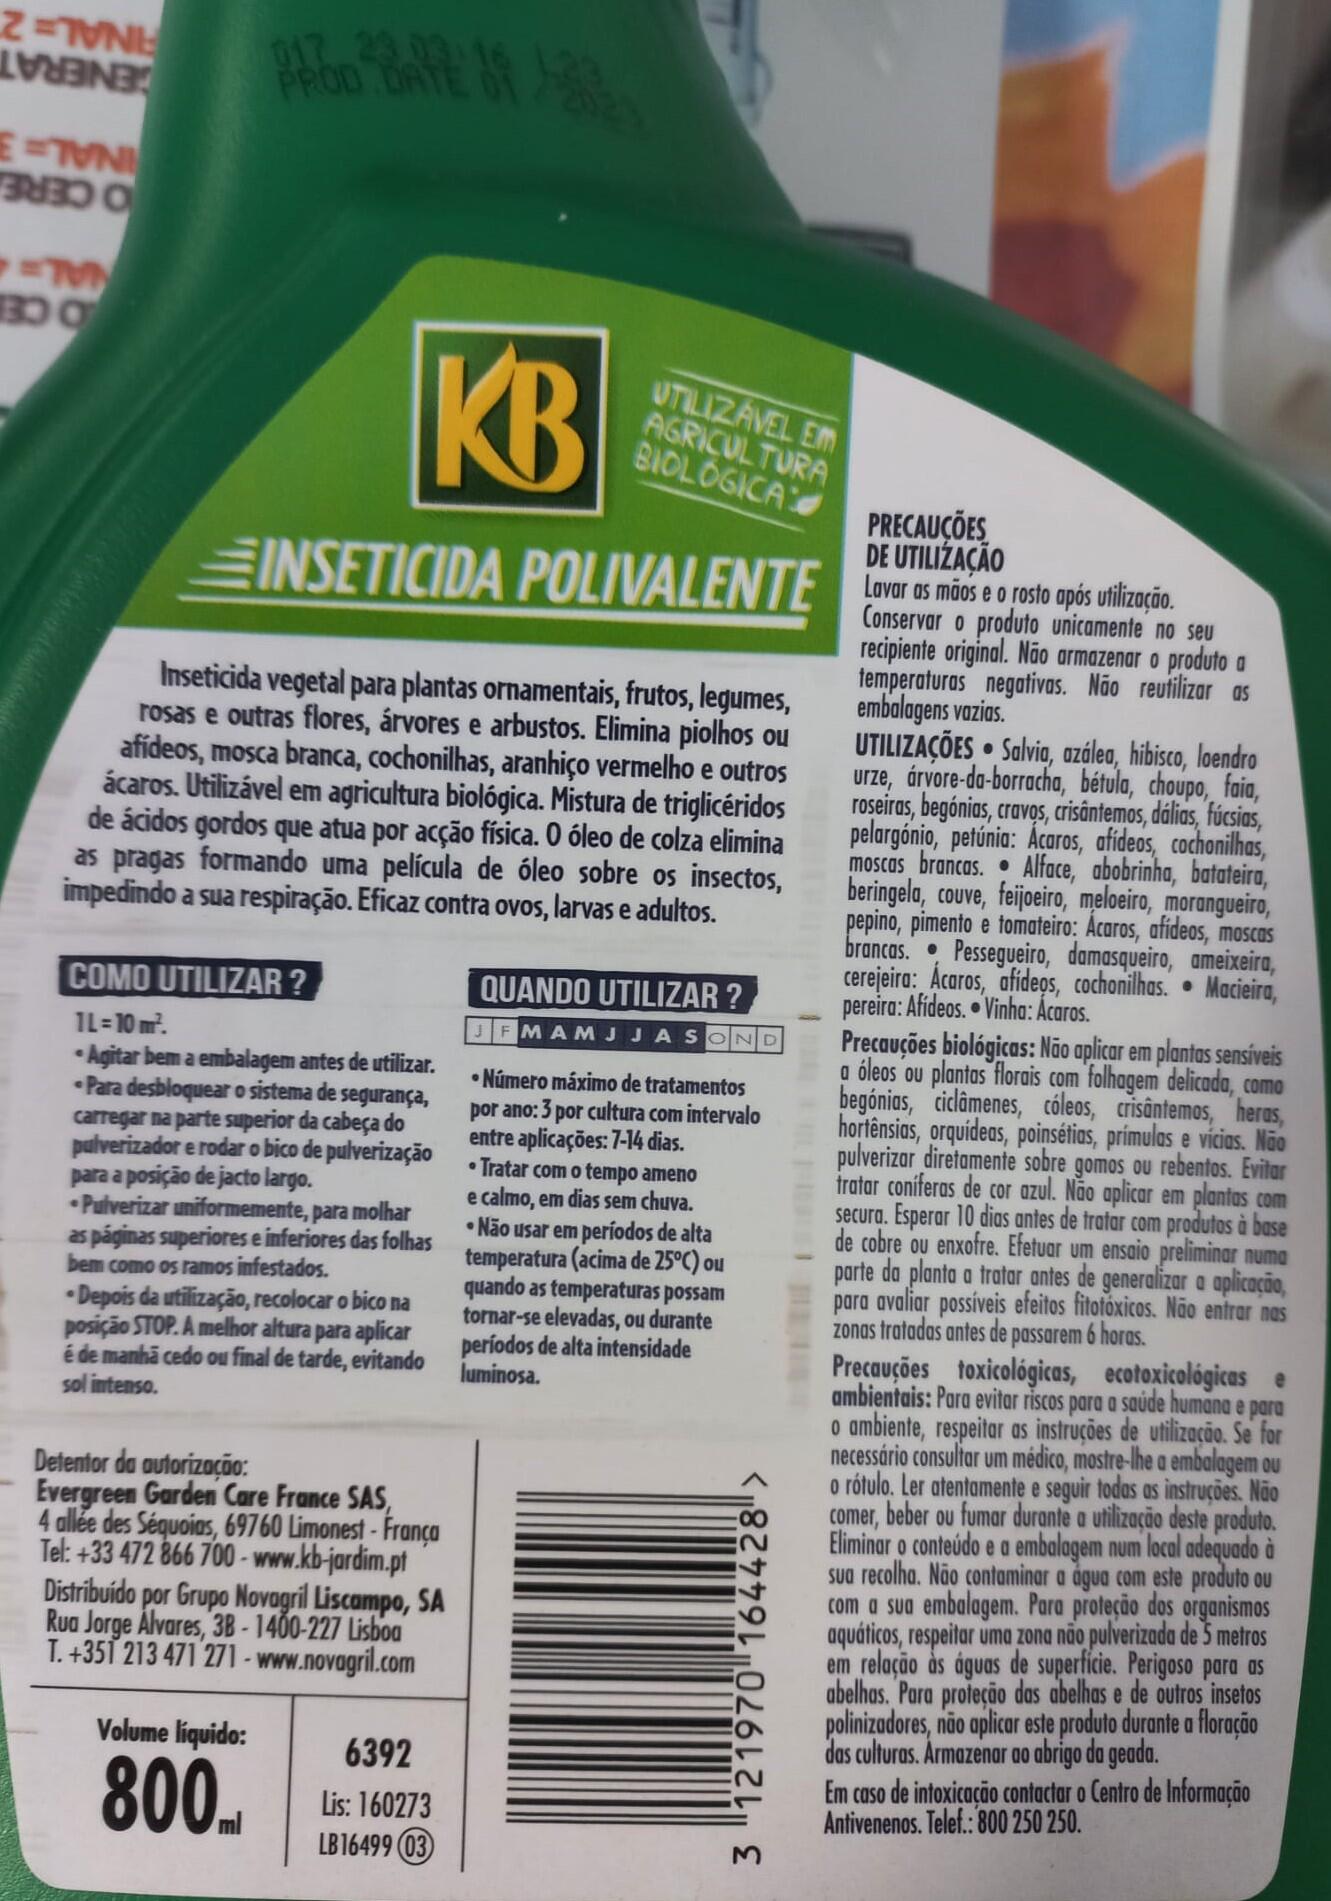 017 23 03:16
PROD.DATE 01
2023
KB
UTILIZÁVEL EM
AGRICULTURA
BIOLÓGICA
INSETICIDA POLIVALENTE
Inseticida vegetal para plantas ornamentais, frutos, legumes,
rosas e outras flores, árvores e arbustos. Elimina piolhos ou
afídeos, mosca branca, cochonilhas, aranhiço vermelho e outros
ácaros. Utilizável em agricultura biológica. Mistura de triglicéridos
de ácidos gordos que atua por acção física. O óleo de colza elimina
as pragas formando uma película de óleo sobre os insectos,
impedindo a sua respiração. Eficaz contra ovos, larvas e adultos.
COMO UTILIZAR ?
1 L = 10 m².
• Agitar bem a embalagem antes de utilizar.
• Para desbloquear o sistema de segurança,
carregar na parte superior da cabeça do
pulverizador e rodar o bico de pulverização
para a posição de jacto largo.
• Pulverizar uniformemente, para molhar
as páginas superiores e inferiores das folhas
bem como os ramos infestados.
• Depois da utilização, recolocar o bico na
posição STOP. A melhor altura para aplicar
é de manhã cedo ou final de tarde, evitando
sol intenso.
QUANDO UTILIZAR ?
J F M A M J J A S O N D
• Número máximo de tratamentos
por ano: 3 por cultura com intervalo
entre aplicações: 7-14 dias.
• Tratar com o tempo ameno
e calmo, em dias sem chuva.
• Não usar em períodos de alta
temperatura (acima de 25ºC) ou
quando as temperaturas possam
tornar-se elevadas, ou durante
períodos de alta intensidade
luminosa.
Detentor da autorização:
Evergreen Garden Care France SAS,
4 allée des Séquoias, 69760 Limonest - França
Tel: +33 472 866 700 - www.kb-jardim.pt
Distribuído por Grupo Novagril Liscampo, SA
Rua Jorge Álvares, 3B - 1400-227 Lisboa
T. +351 213 471 271 - www.novagril.com
Volume líquido:
800 ml
6392
Lis: 160273
LB16499 03
3 121970 164428 >
PRECAUÇÕES
DE UTILIZAÇÃO
Lavar as mãos e o rosto após utilização.
Conservar o produto unicamente no seu
recipiente original. Não armazenar o produto a
temperaturas negativas. Não reutilizar as
embalagens vazias.
UTILIZAÇÕES • Salvia, azálea, hibisco, loendro
urze, árvore-da-borracha, bétula, choupo, faia,
roseiras, begónias, cravos, crisântemos, dálias, fúcsias,
pelargónio, petúnia: Ácaros, afídeos, cochonilhas,
moscas brancas. • Alface, abobrinha, batateira,
beringela, couve, feijoeiro, meloeiro, morangueiro,
pepino, pimento e tomateiro: Ácaros, afídeos, moscas
brancas. • Pessegueiro, damasqueiro, ameixeira,
cerejeira: Ácaros, afídeos, cochonilhas. • Macieira,
pereira: Afídeos. • Vinha: Ácaros.
Precauções biológicas: Não aplicar em plantas sensíveis
a óleos ou plantas florais com folhagem delicada, como
begónias, ciclâmenes, cóleos, crisântemos, heras,
hortênsias, orquídeas, poinsétias, prímulas e vícias. Não
pulverizar diretamente sobre gomos ou rebentos. Evitar
tratar coníferas de cor azul. Não aplicar em plantas com
secura. Esperar 10 dias antes de tratar com produtos à base
de cobre ou enxofre. Efetuar um ensaio preliminar numa
parte da planta a tratar antes de generalizar a aplicação,
para avaliar possíveis efeitos fitotóxicos. Não entrar nas
zonas tratadas antes de passarem 6 horas.
Precauções toxicológicas, ecotoxicológicas e
ambientais: Para evitar riscos para a saúde humana e para
o ambiente, respeitar as instruções de utilização. Se for
necessário consultar um médico, mostre-lhe a embalagem ou
o rótulo. Ler atentamente e seguir todas as instruções. Não
comer, beber ou fumar durante a utilização deste produto.
Eliminar o conteúdo e a embalagem num local adequado à
sua recolha. Não contaminar a água com este produto ou
com a sua embalagem. Para proteção dos organismos
aquáticos, respeitar uma zona não pulverizada de 5 metros
em relação às águas de superfície. Perigoso para as
abelhas. Para proteção das abelhas e de outros insetos
polinizadores, não aplicar este produto durante a floração
das culturas. Armazenar ao abrigo da geada.
Em caso de intoxicação contactar o Centro de Informação
Antivenenos. Telef.: 800 250 250.